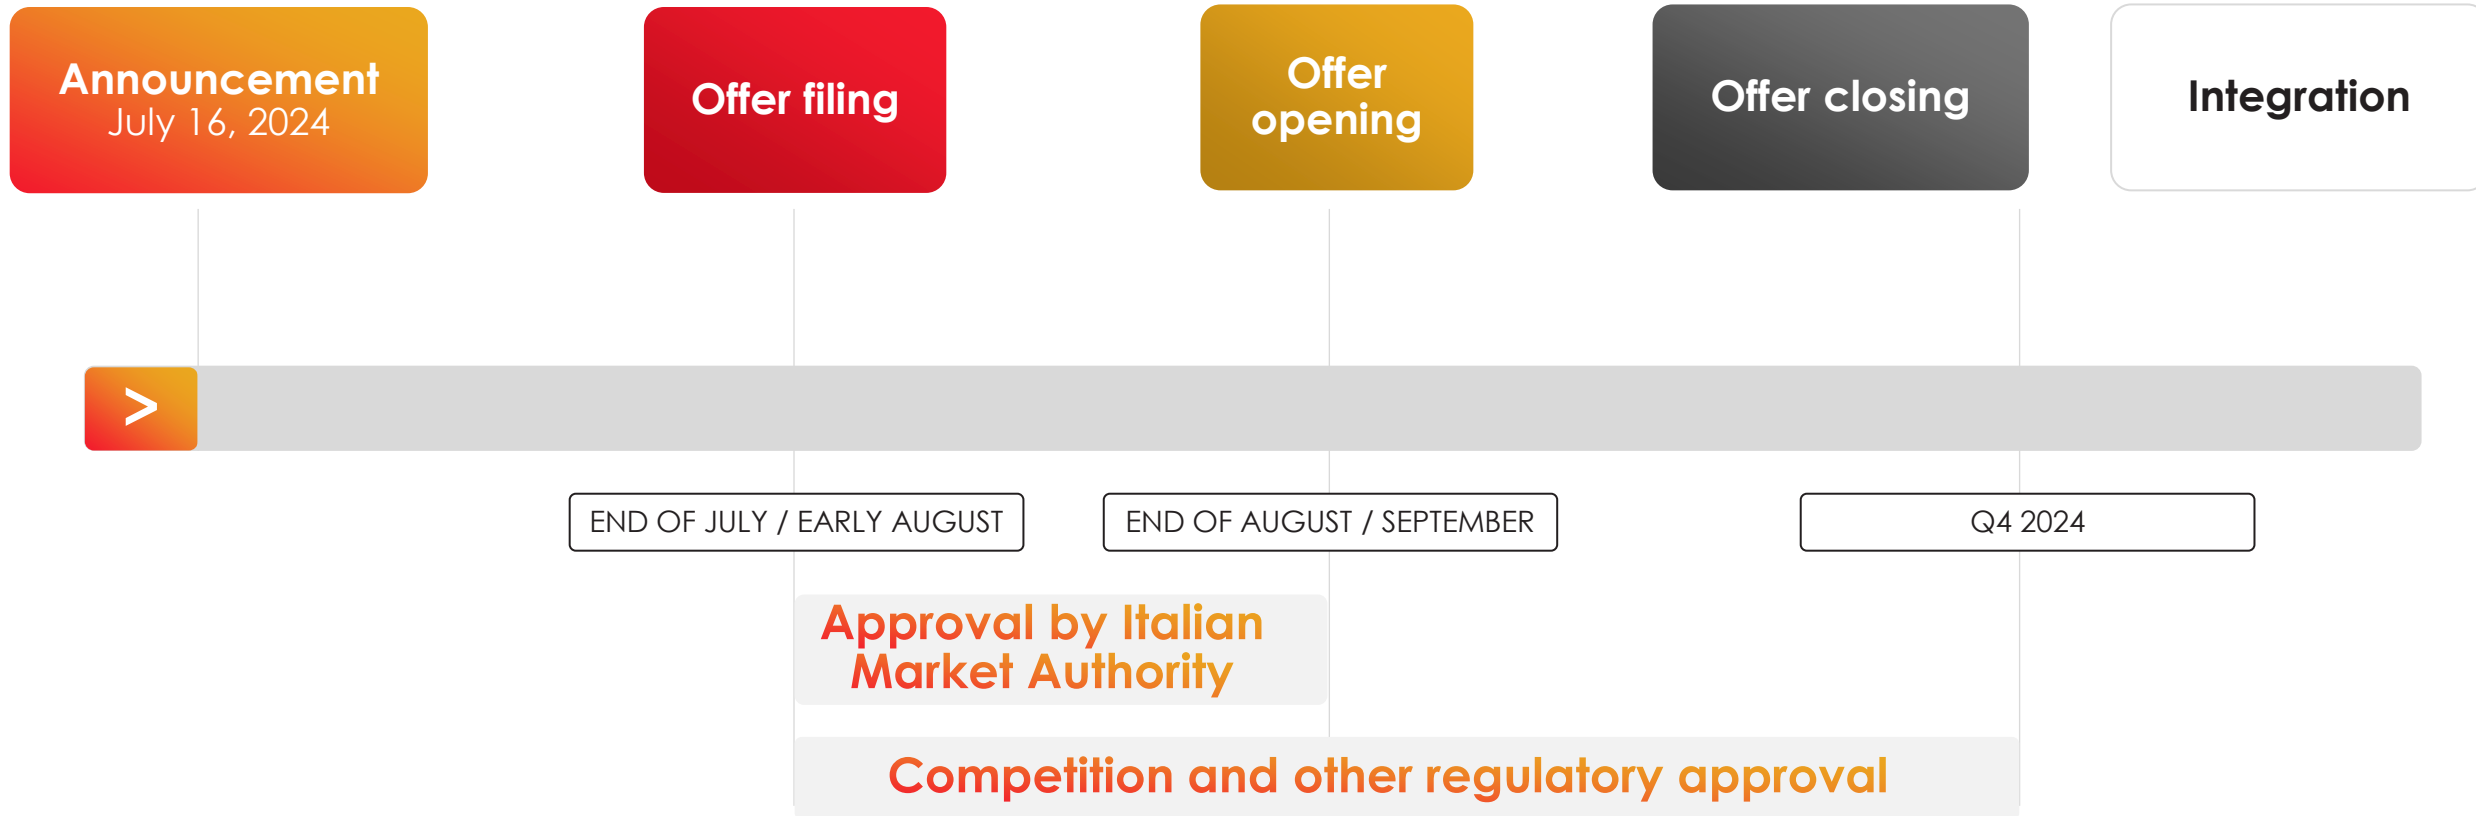 Announcement
July 16, 2024
Offer filing
Offer
opening
Offer closing
Integration
>
END OF JULY / EARLY AUGUST
END OF AUGUST / SEPTEMBER
Q4 2024
Approval by Italian
Market Authority
Competition and other regulatory approval